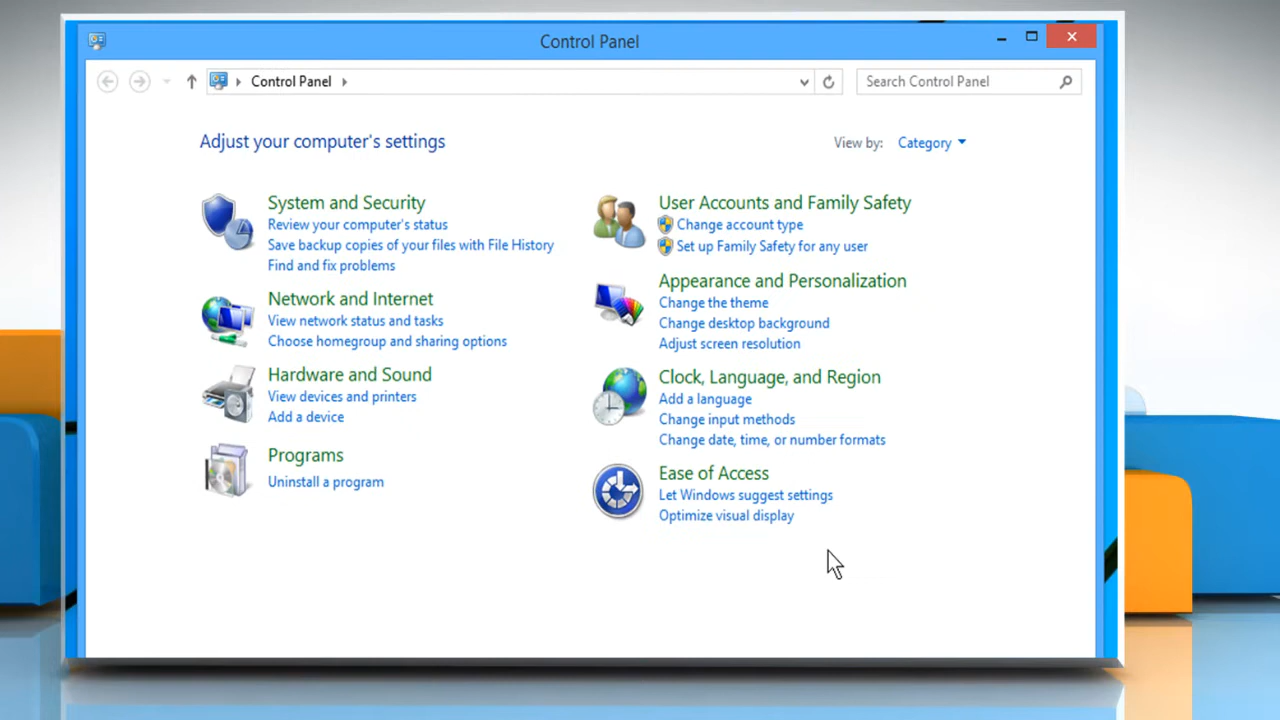 Control Panel
Control Panel
Search Control Panel
Adjust your computer's settings
View by: Category
System and Security
Review your computer's status
Save backup copies of your files with File History
Find and fix problems
Network and Internet
View network status and tasks
Choose homegroup and sharing options
Hardware and Sound
View devices and printers
Add a device
Programs
Uninstall a program
User Accounts and Family Safety
Change account type
Set up Family Safety for any user
Appearance and Personalization
Change the theme
Change desktop background
Adjust screen resolution
Clock, Language, and Region
Add a language
Change input methods
Change date, time, or number formats
Ease of Access
Let Windows suggest settings
Optimize visual display